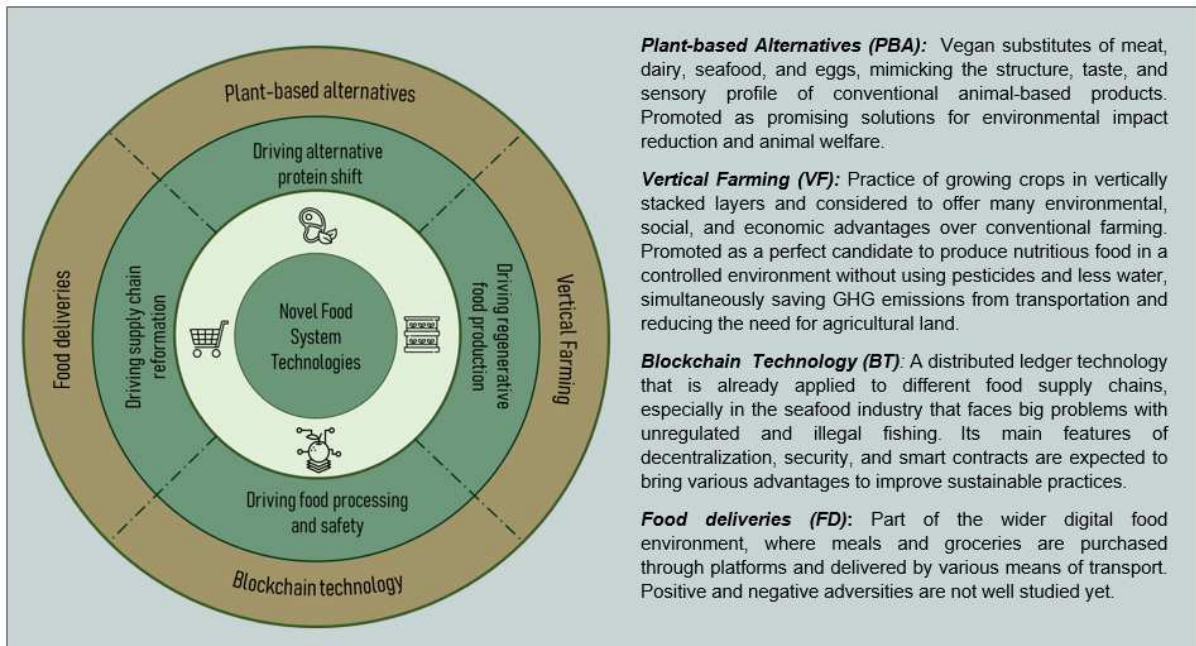 Plant-based alternatives
Driving alternative
protein shift
Food deliveries
Driving supply chain
reformation
Novel Food
System
Technologies
Driving regenerative
food production
Vertical Farming
Driving food processing
and safety
Blockchain technology
Plant-based Alternatives (PBA): Vegan substitutes of meat,
dairy, seafood, and eggs, mimicking the structure, taste, and
sensory profile of conventional animal-based products.
Promoted as promising solutions for environmental impact
reduction and animal welfare.
Vertical Farming (VF): Practice of growing crops in vertically
stacked layers and considered to offer many environmental,
social, and economic advantages over conventional farming.
Promoted as a perfect candidate to produce nutritious food in a
controlled environment without using pesticides and less water,
simultaneously saving GHG emissions from transportation and
reducing the need for agricultural land.
Blockchain Technology (BT): A distributed ledger technology
that is already applied to different food supply chains,
especially in the seafood industry that faces big problems with
unregulated and illegal fishing. Its main features of
decentralization, security, and smart contracts are expected to
bring various advantages to improve sustainable practices.
Food deliveries (FD): Part of the wider digital food
environment, where meals and groceries are purchased
through platforms and delivered by various means of transport.
Positive and negative adversities are not well studied yet.